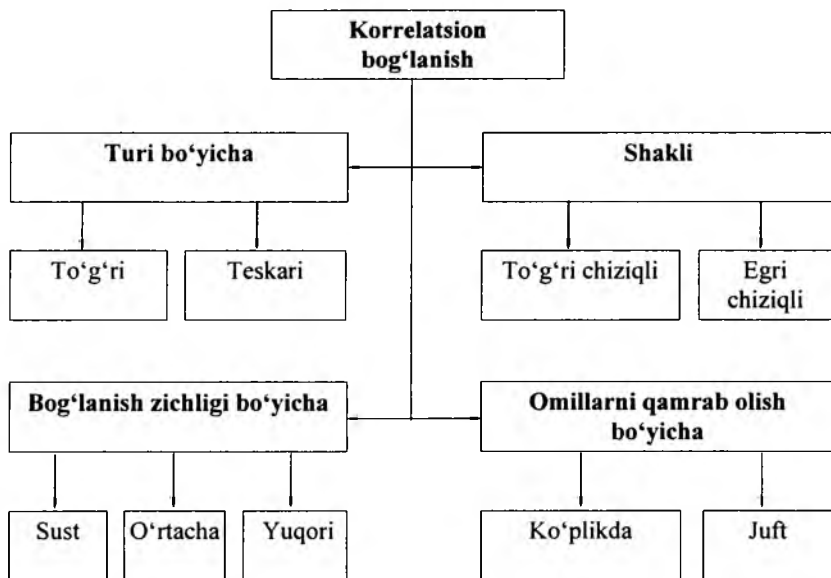 Korrelatsion
bog‘lanish
Turi bo‘yicha
Shakli
To‘g‘ri
Teskari
To‘g‘ri chiziqli
Egri
chiziqli
Bog‘lanish zichligi bo‘yicha
Omillarni qamrab olish
bo‘yicha
Sust
O‘rtacha
Yuqori
Ko‘plikda
Juft